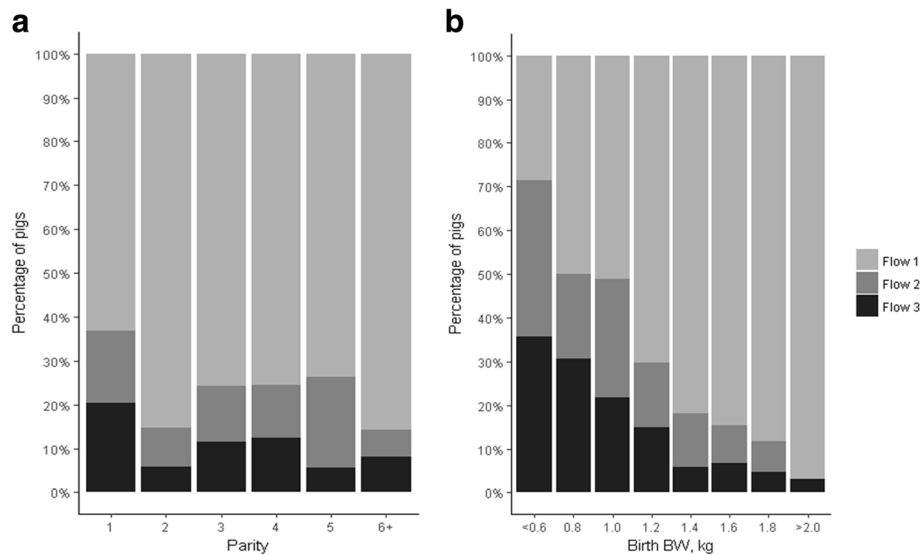 a
Percentage of pigs
100%
90%
80%
70%
60%
50%
40%
30%
20%
10%
0%
1 2 3 4 5 6+
Parity
b
Percentage of pigs
100%
90%
80%
70%
60%
50%
40%
30%
20%
10%
0%
<0.6 0.8 1.0 1.2 1.4 1.6 1.8 >2.0
Birth BW, kg
Flow 1
Flow 2
Flow 3